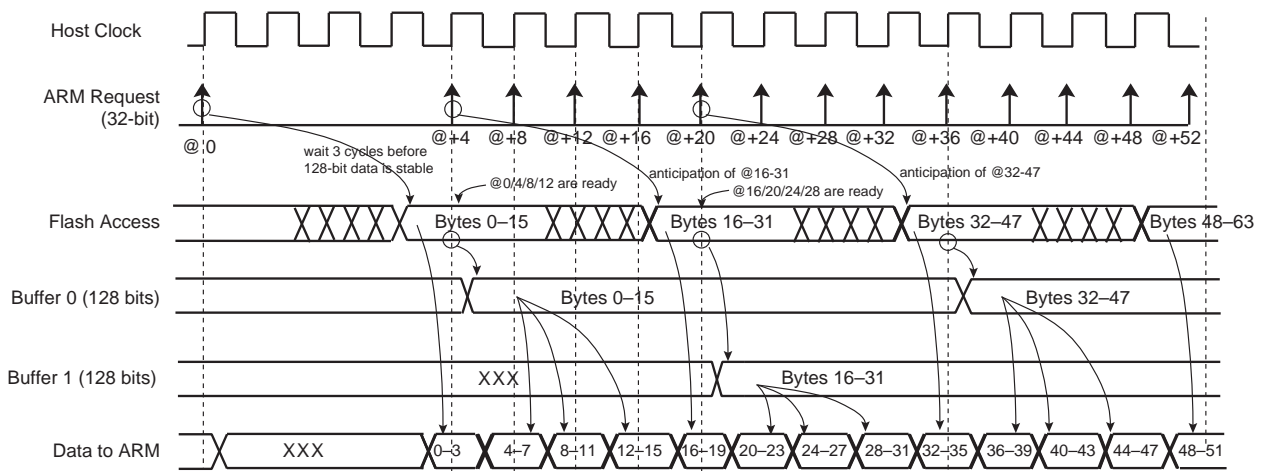 Host Clock
ARM Request
(32-bit)
@ 0
@+4 @+8 @+12 @+16 @+20 @+24 @+28 @+32 @+36 @+40 @+44 @+48 @+52
wait 3 cycles before
128-bit data is stable
@0/4/8/12 are ready
anticipation of @16-31
@16/20/24/28 are ready
anticipation of @32-47
Flash Access
Bytes 0–15 Bytes 16–31 Bytes 32–47 Bytes 48–63
Buffer 0 (128 bits)
Bytes 0–15 Bytes 32–47
Buffer 1 (128 bits)
XXX Bytes 16–31
Data to ARM
XXX 0–3 4–7 8–11 12–15 16–19 20–23 24–27 28–31 32–35 36–39 40–43 44–47 48–51